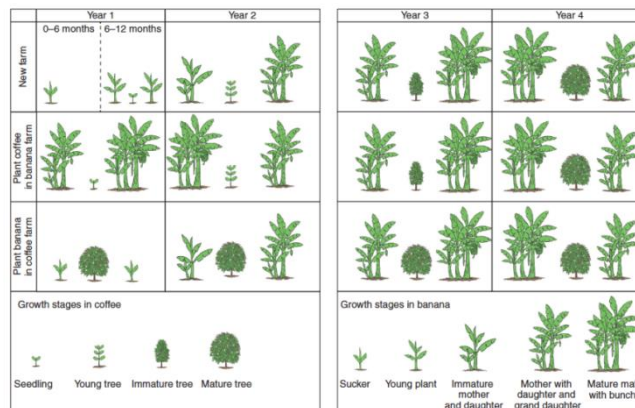 Year 1
Year 2
Year 3
Year 4
0–6 months
6–12 months
New farm
Plant coffee
in banana farm
Plant banana
in coffee farm
Growth stages in coffee
Seedling
Young tree
Immature tree
Mature tree
Growth stages in banana
Sucker
Young plant
Immature
mother
and daughter
Mother with
daughter and
grand daughter
Mature mat
with bunch